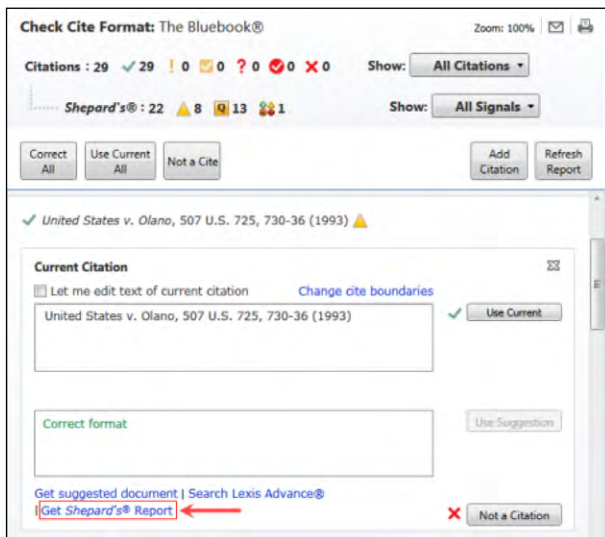 Check Cite Format: The Bluebook® Zoom: 100%
Citations : 29 29 ! 0 0 ? 0 0 0 Show: All Citations
Shepard's® : 22 8 Q 13 1 Show: All Signals
Correct All Use Current All Not a Cite Add Citation Refresh Report
United States v. Olano, 507 U.S. 725, 730-36 (1993)
Current Citation
Let me edit text of current citation Change cite boundaries
United States v. Olano, 507 U.S. 725, 730-36 (1993) Use Current
Correct format Use Suggestion
Get suggested document | Search Lexis Advance®
| Get Shepard's® Report Not a Citation